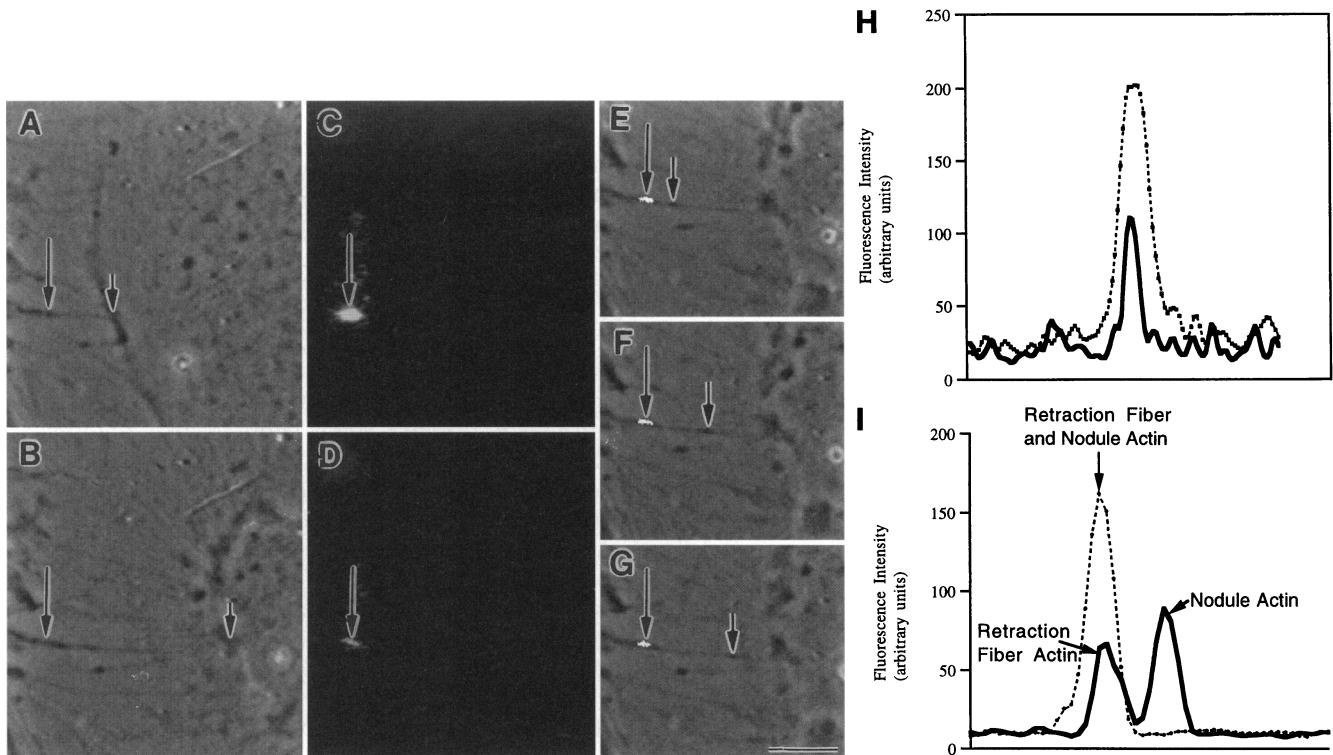 A
B
C
D
E
F
G
H
250
200
150
100
50
0
Fluorescence Intensity
(arbitrary units)
I
Retraction Fiber
and Nodule Actin
200
150
100
50
0
Fluorescence Intensity
(arbitrary units)
Retraction
Fiber Actin
Nodule Actin